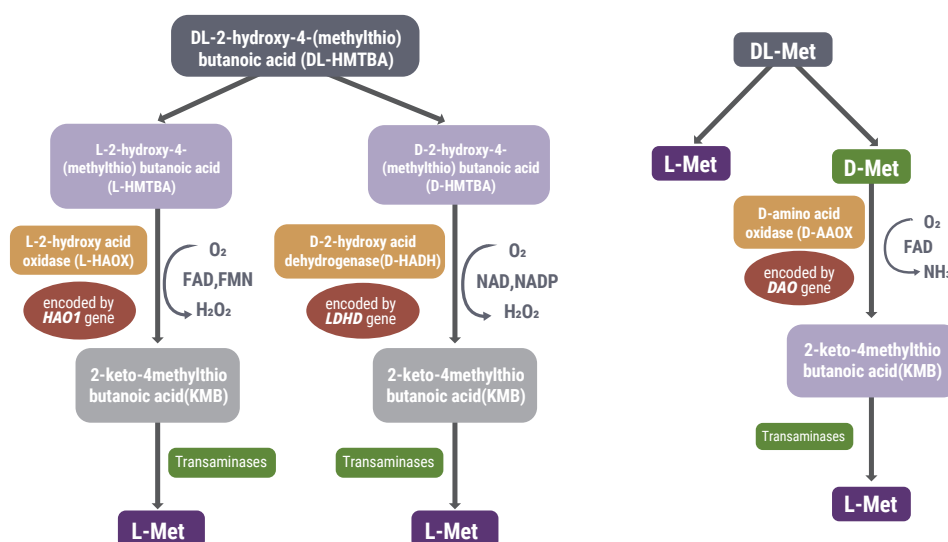 DL-2-hydroxy-4-(methylthio)
butanoic acid (DL-HMTBA)
L-2-hydroxy-4-
(methylthio) butanoic acid
(L-HMTBA)
D-2-hydroxy-4-
(methylthio) butanoic acid
(D-HMTBA)
L-2-hydroxy acid
oxidase (L-HAOX)
O₂
FAD,FMN
H₂O₂
encoded by
HAO1 gene
D-2-hydroxy acid
dehydrogenase(D-HADH)
O₂
NAD,NADP
H₂O₂
encoded by
LDHD gene
2-keto-4methylthio
butanoic acid(KMB)
2-keto-4methylthio
butanoic acid(KMB)
Transaminases
Transaminases
L-Met
L-Met
DL-Met
L-Met
D-Met
D-amino acid
oxidase (D-AAOX
O₂
FAD
NH₃
encoded by
DAO gene
2-keto-4methylthio
butanoic acid(KMB)
Transaminases
L-Met